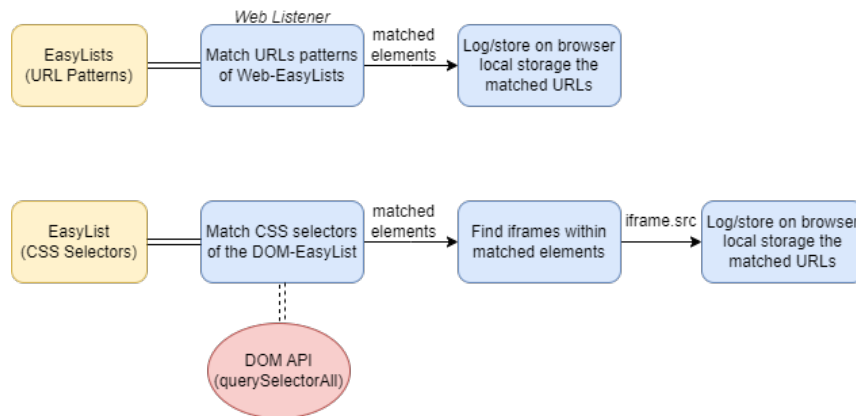 Web Listener
EasyLists
(URL Patterns)
Match URLs patterns
of Web-EasyLists
matched
elements
Log/store on browser
local storage the
matched URLs
EasyList
(CSS Selectors)
Match CSS selectors
of the DOM-EasyList
matched
elements
Find iframes within
matched elements
iframe.src
Log/store on browser
local storage the
matched URLs
DOM API
(querySelectorAll)